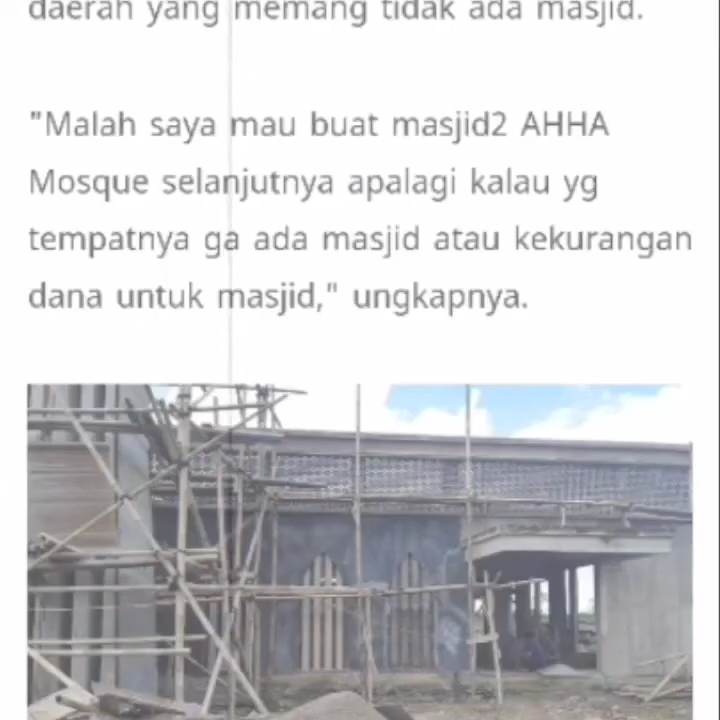 daerah yang memang tidak ada masjid.
"Malah saya mau buat masjid2 AHHA
Mosque selanjutnya apalagi kalau yg
tempatnya ga ada masjid atau kekurangan
dana untuk masjid," ungkapnya.